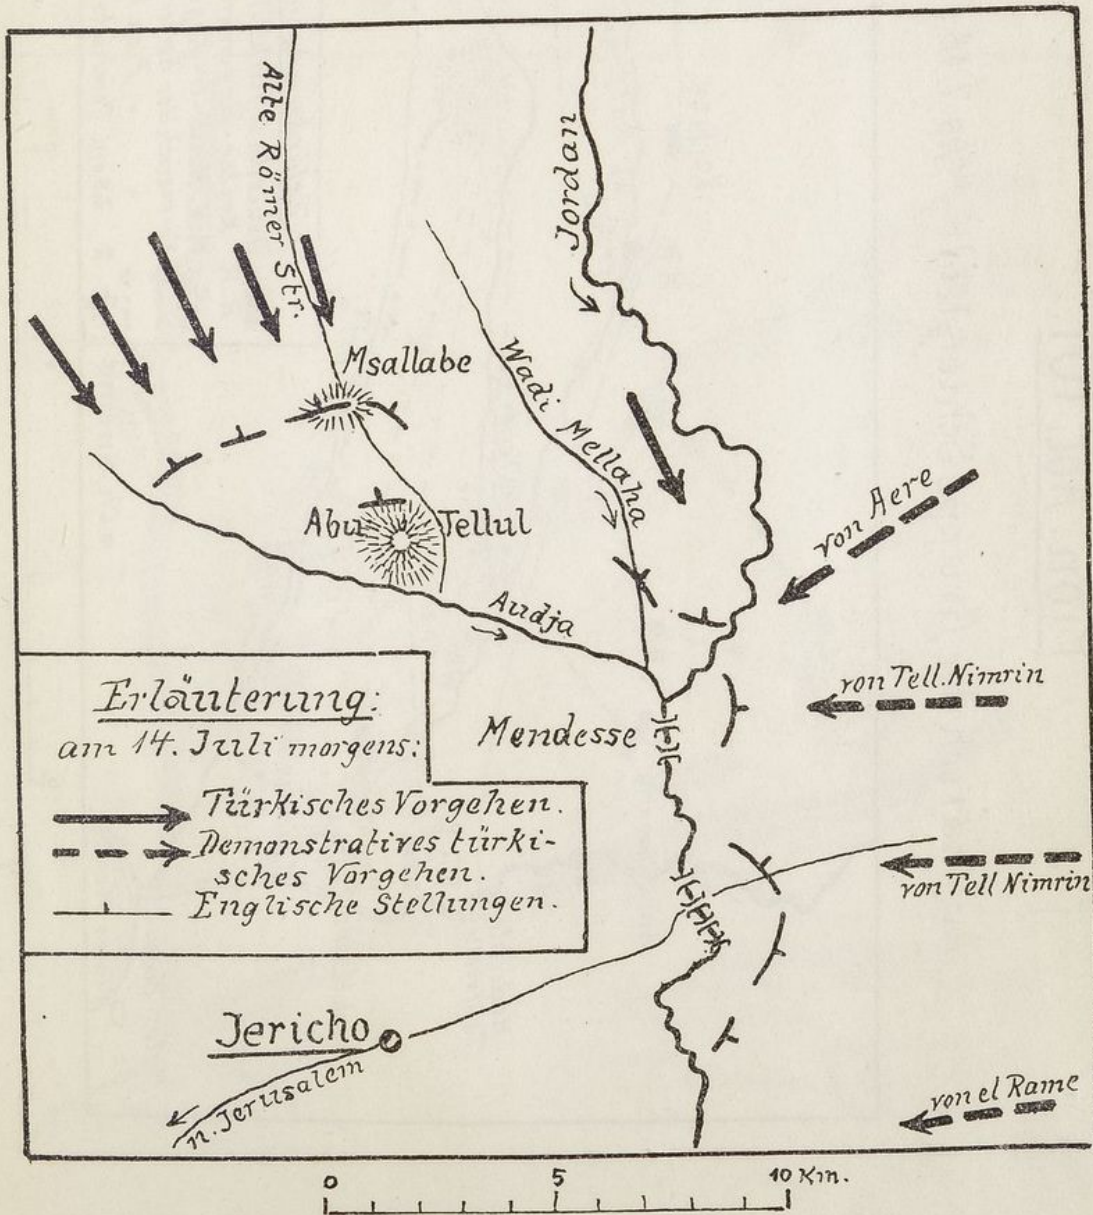 Alte Römer Str.
Jordan
Msallabe
Wadi Mellaha
Abu Tellul
von Aere
Audja
von Tell.Nimrin
Mendesse
Erläuterung:
am 14. Juli morgens:
Türkisches Vorgehen.
Demonstratives türki-
sches Vorgehen.
Englische Stellungen.
von Tell Nimrin
Jericho
n. Jerusalem
von el Rame
0 5 10 Km.